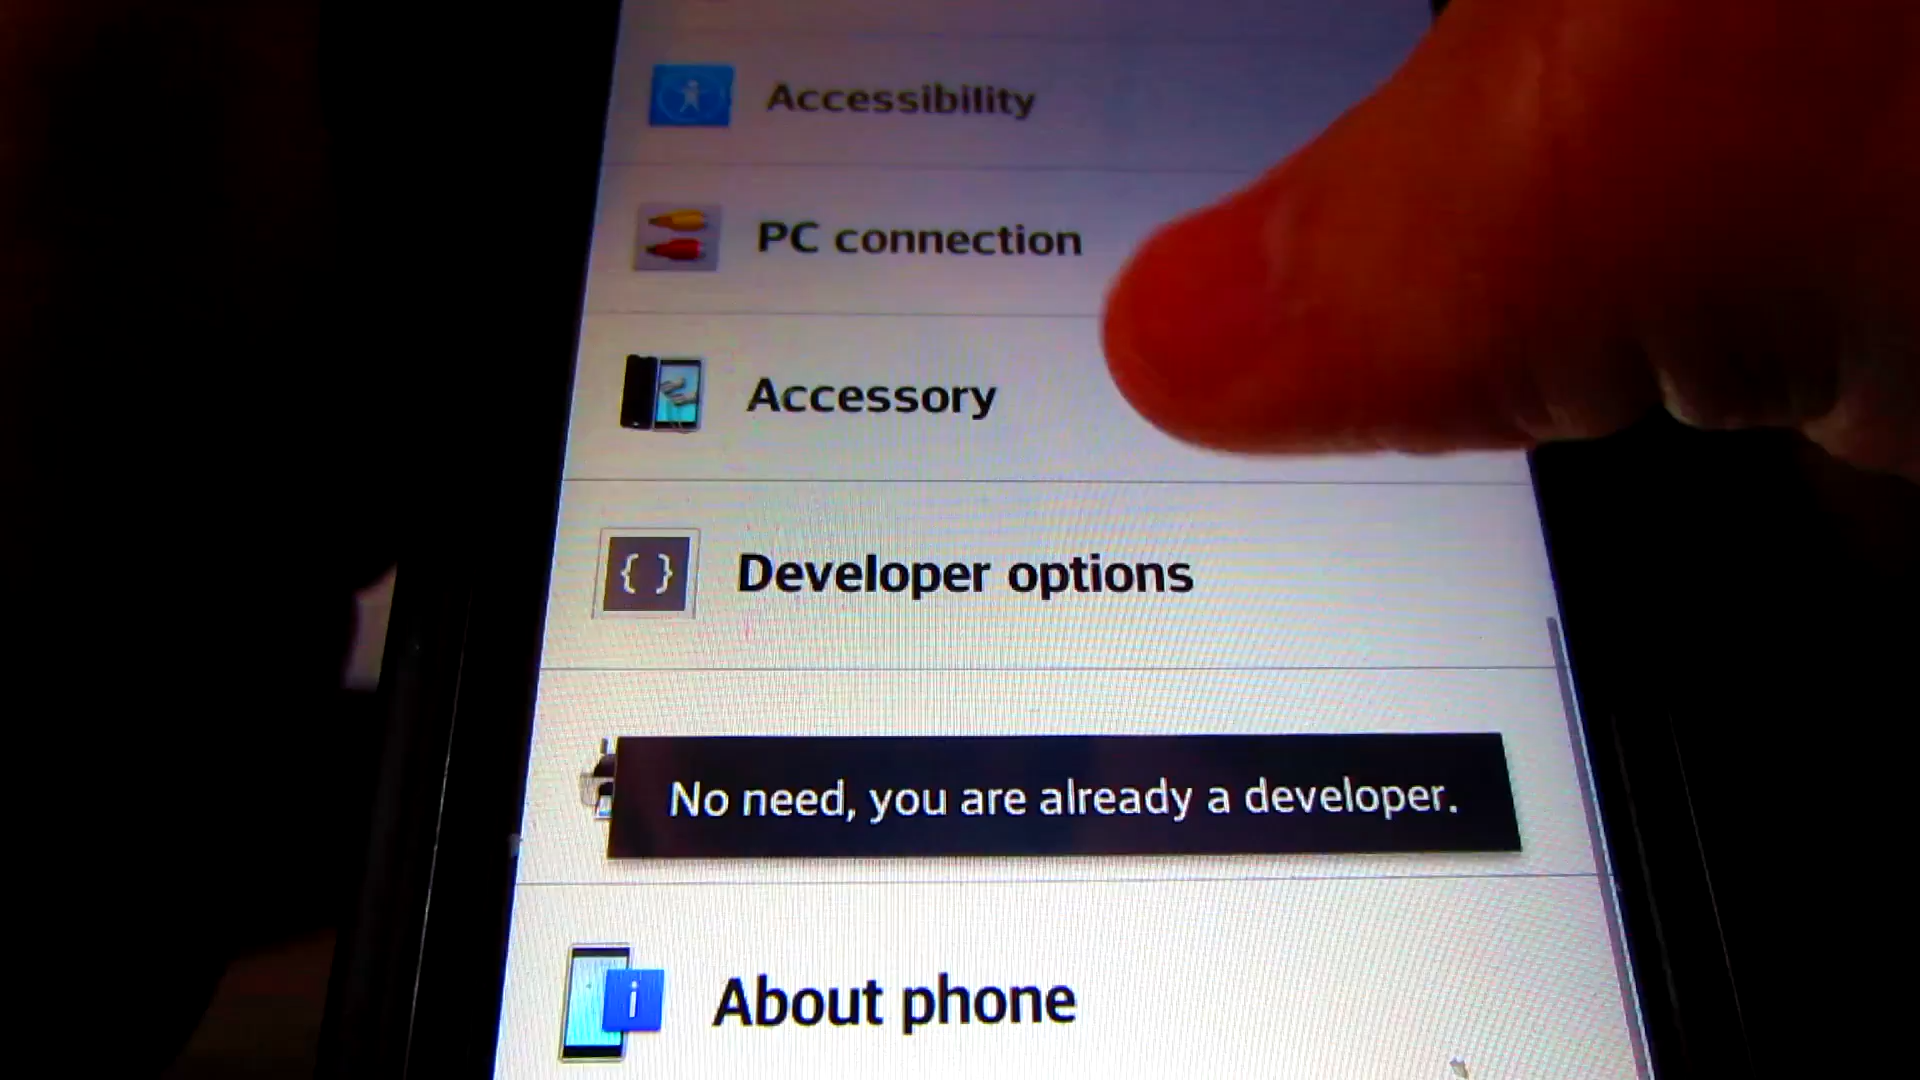 Accessibility
PC connection
Accessory
{ } Developer options
No need, you are already a developer.
i About phone